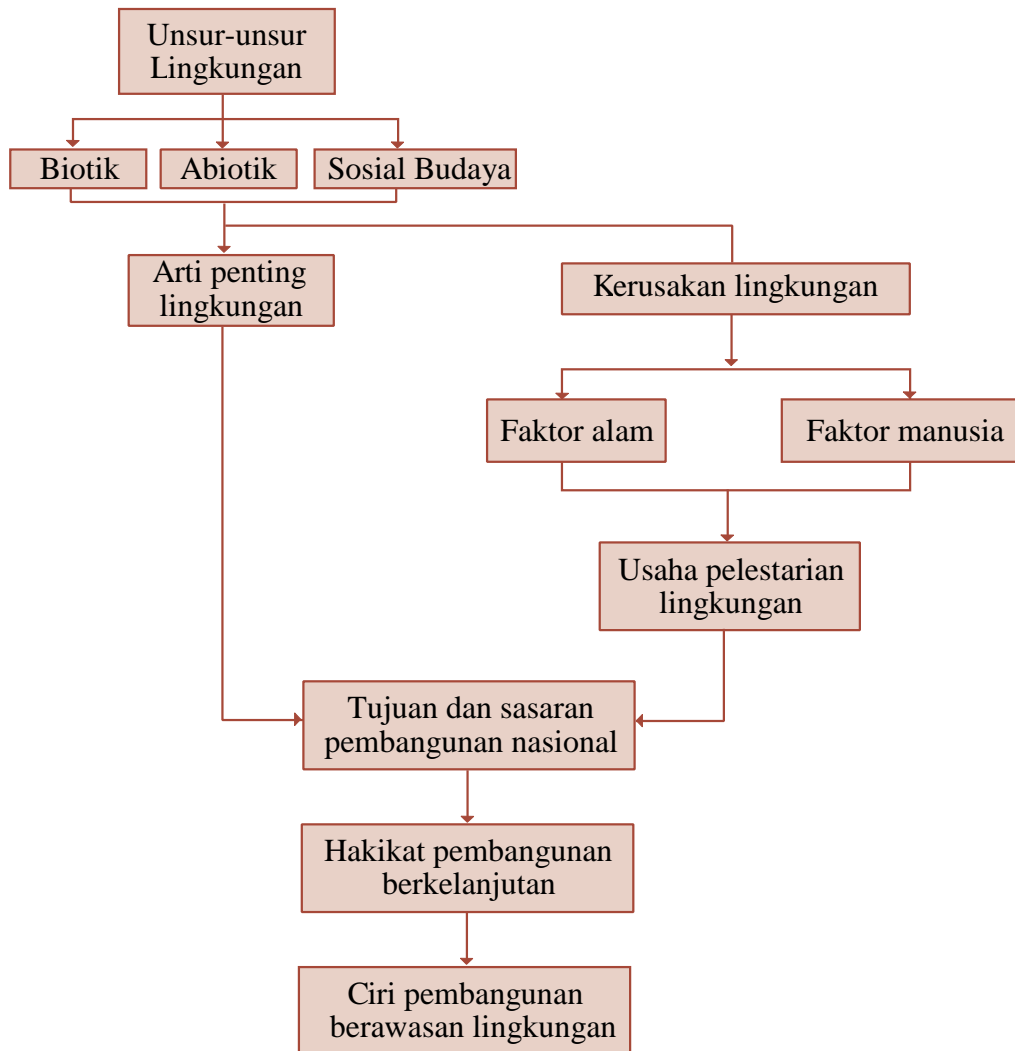 Unsur-unsur
Lingkungan
Biotik
Abiotik
Sosial Budaya
Arti penting
lingkungan
Kerusakan lingkungan
Faktor alam
Faktor manusia
Usaha pelestarian
lingkungan
Tujuan dan sasaran
pembangunan nasional
Hakikat pembangunan
berkelanjutan
Ciri pembangunan
berawasan lingkungan